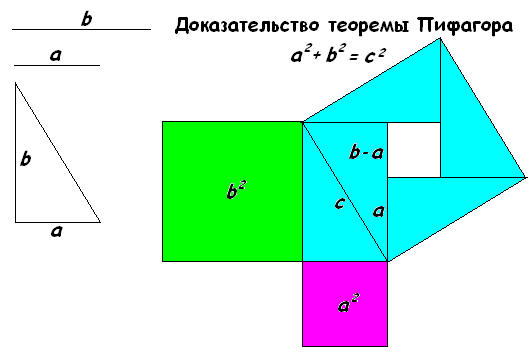 b
Доказательство теоремы Пифагора
a
a² + b² = c²
b
b - a
b²
c
a
a
a²